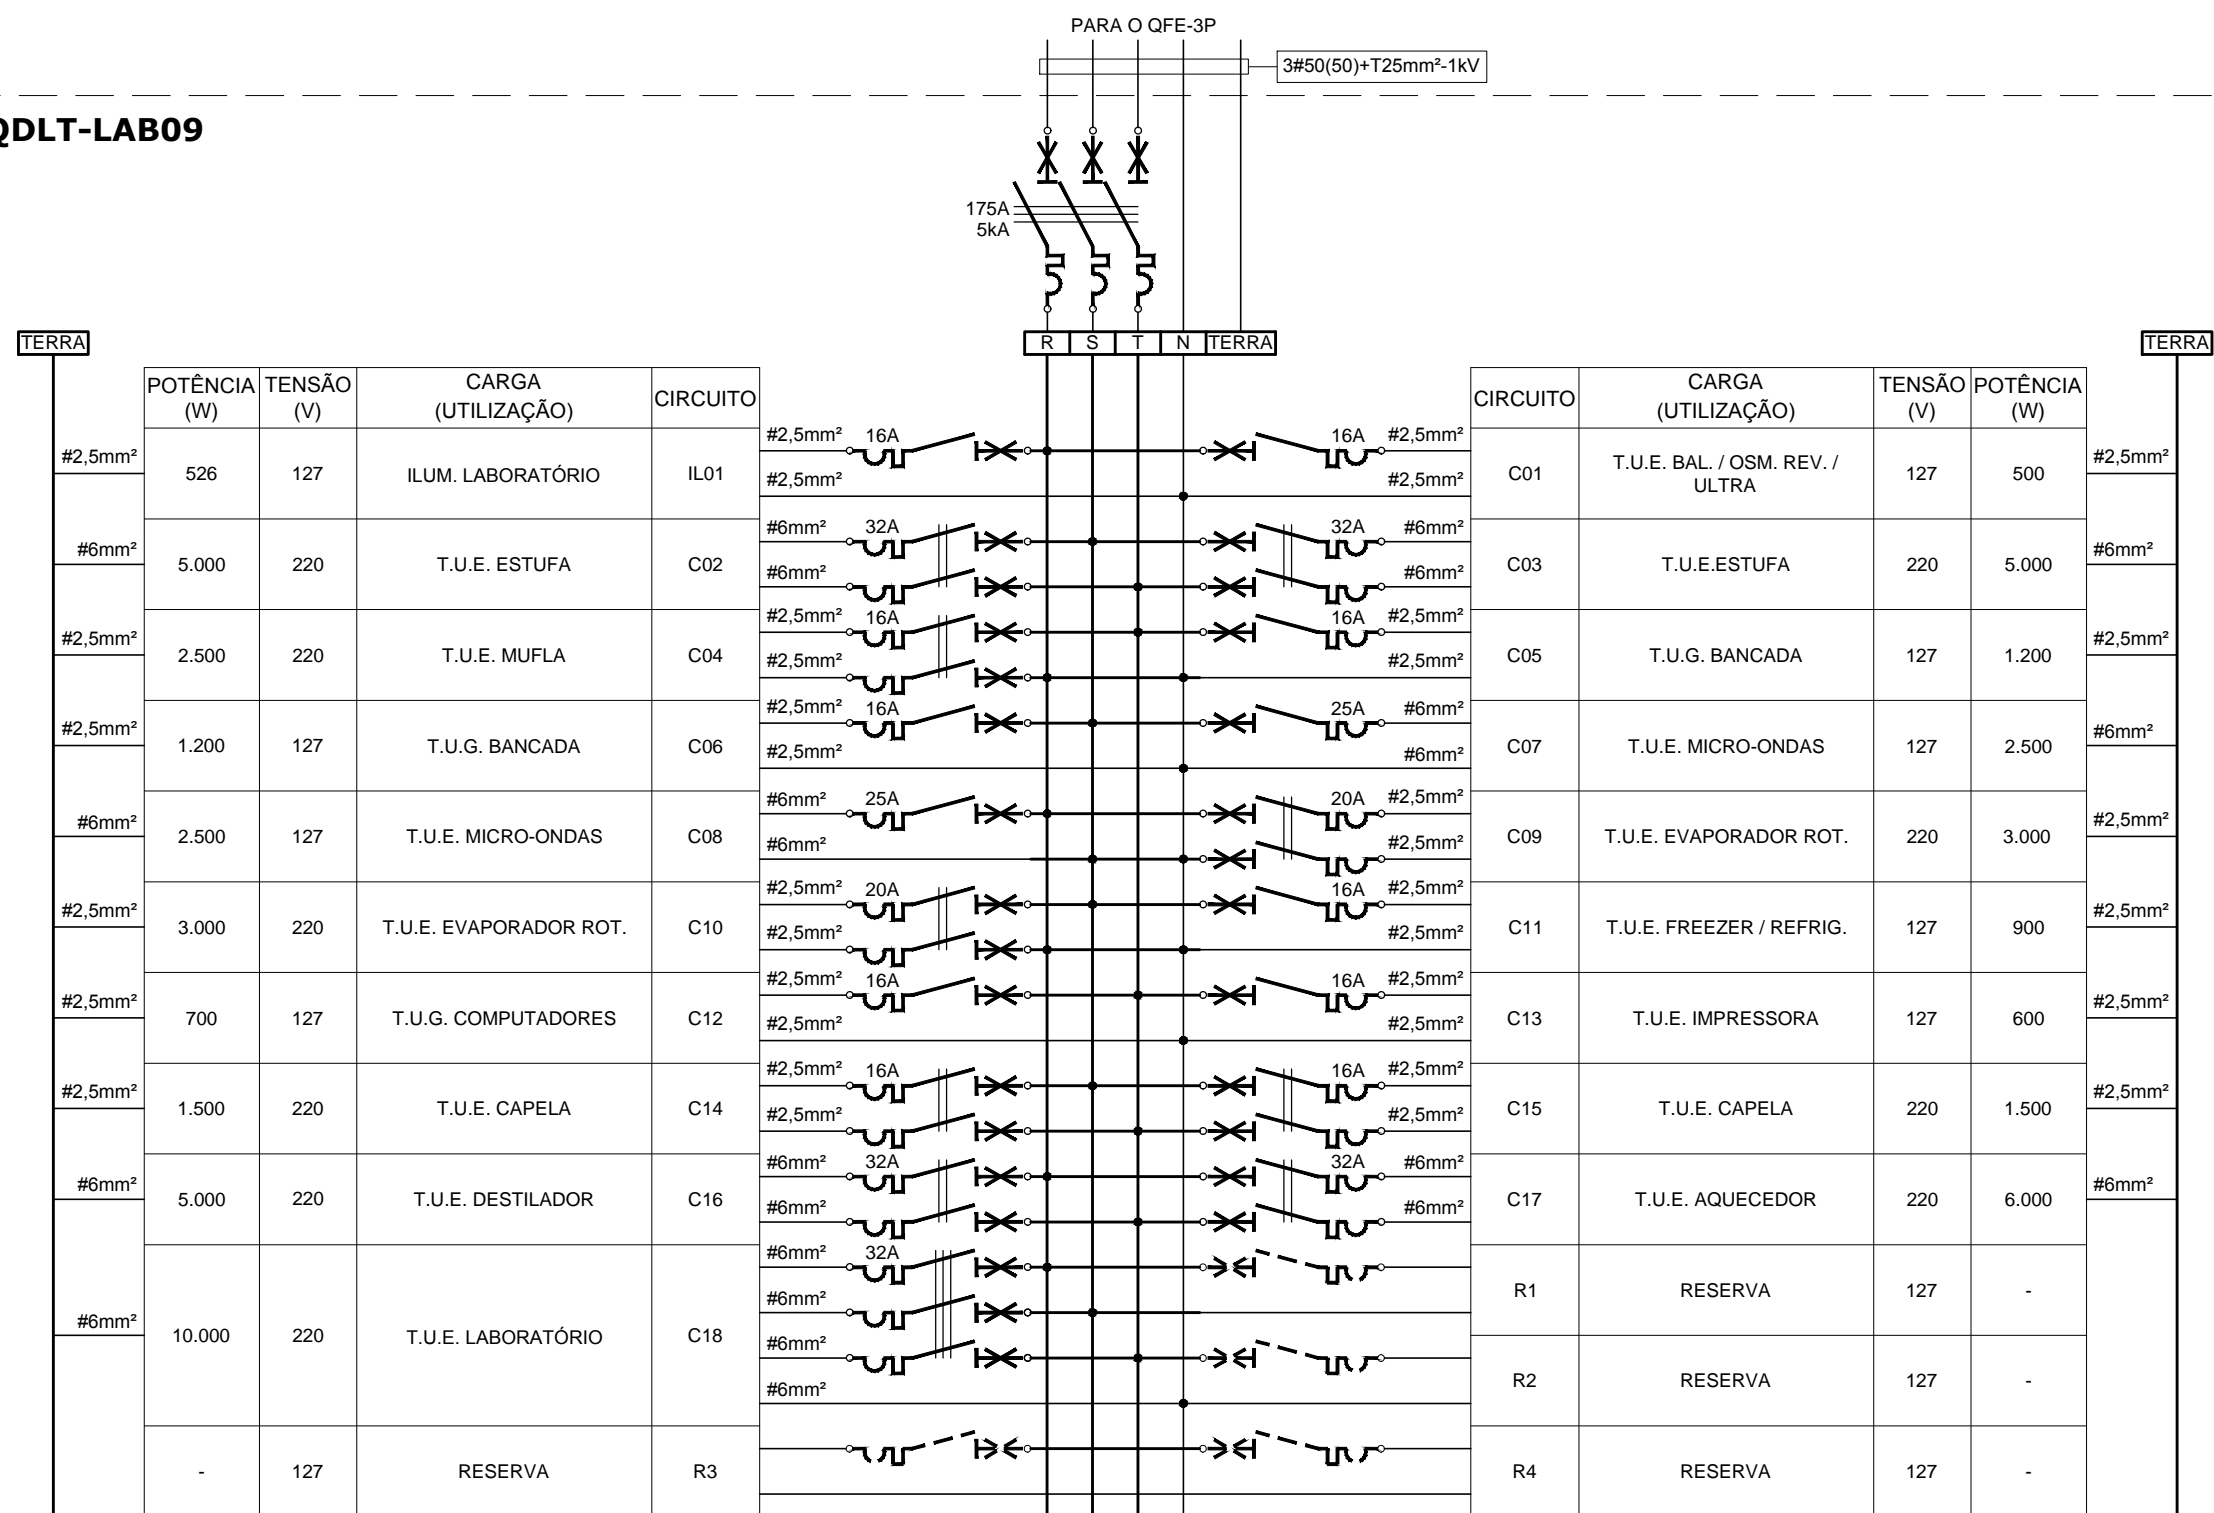 PARA O QFE-3P
3#50(50)+T25mm²-1kV
QDLT-LAB09
175A
5kA
TERRA
R S T N TERRA
TERRA
POTÊNCIA (W) TENSÃO (V) CARGA (UTILIZAÇÃO) CIRCUITO
CIRCUITO CARGA (UTILIZAÇÃO) TENSÃO (V) POTÊNCIA (W)
#2,5mm² 526 127 ILUM. LABORATÓRIO IL01 #2,5mm² 16A #2,5mm²
16A #2,5mm² #2,5mm² C01 T.U.E. BAL. / OSM. REV. / ULTRA 127 500 #2,5mm²
#6mm² 5.000 220 T.U.E. ESTUFA C02 #6mm² 32A #6mm²
32A #6mm² #6mm² C03 T.U.E.ESTUFA 220 5.000 #6mm²
#2,5mm² 2.500 220 T.U.E. MUFLA C04 #2,5mm² 16A #2,5mm²
16A #2,5mm² #2,5mm² C05 T.U.G. BANCADA 127 1.200 #2,5mm²
#2,5mm² 1.200 127 T.U.G. BANCADA C06 #2,5mm² 16A #2,5mm²
25A #6mm² #6mm² C07 T.U.E. MICRO-ONDAS 127 2.500 #6mm²
#6mm² 2.500 127 T.U.E. MICRO-ONDAS C08 #6mm² 25A #6mm²
20A #2,5mm² #2,5mm² C09 T.U.E. EVAPORADOR ROT. 220 3.000 #2,5mm²
#2,5mm² 3.000 220 T.U.E. EVAPORADOR ROT. C10 #2,5mm² 20A #2,5mm²
16A #2,5mm² #2,5mm² C11 T.U.E. FREEZER / REFRIG. 127 900 #2,5mm²
#2,5mm² 700 127 T.U.G. COMPUTADORES C12 #2,5mm² 16A #2,5mm²
16A #2,5mm² #2,5mm² C13 T.U.E. IMPRESSORA 127 600 #2,5mm²
#2,5mm² 1.500 220 T.U.E. CAPELA C14 #2,5mm² 16A #2,5mm²
16A #2,5mm² #2,5mm² C15 T.U.E. CAPELA 220 1.500 #2,5mm²
#6mm² 5.000 220 T.U.E. DESTILADOR C16 #6mm² 32A #6mm²
32A #6mm² #6mm² C17 T.U.E. AQUECEDOR 220 6.000 #6mm²
#6mm² 10.000 220 T.U.E. LABORATÓRIO C18 #6mm² 32A #6mm² #6mm² #6mm²
R1 RESERVA 127 -
R2 RESERVA 127 -
- 127 RESERVA R3
R4 RESERVA 127 -